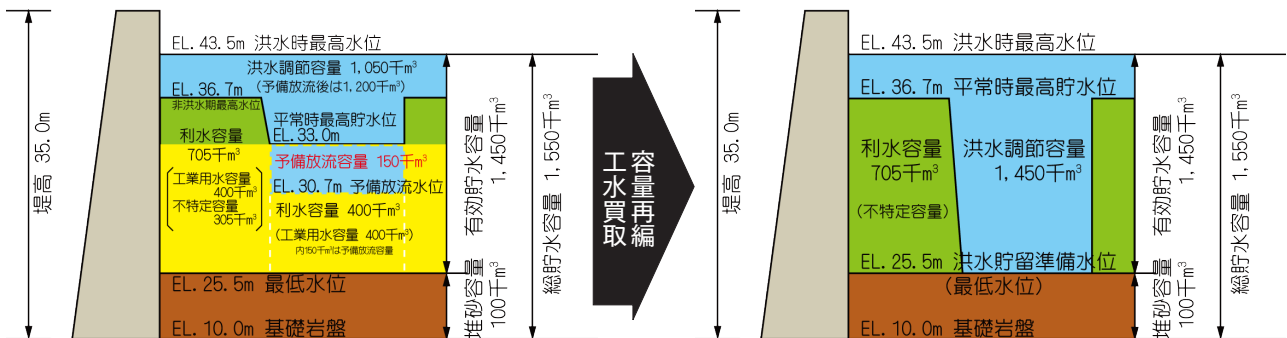 堤高 35.0m
EL.43.5m 洪水時最高水位
洪水調節容量 1,050千m³
(予備放流後は1,200千m³)
EL.36.7m
非洪水期最高水位
平常時最高貯水位
EL.33.0m
利水容量
705千m³
工業用水容量
400千m³
不特定容量
305千m³
予備放流容量 150千m³
EL.30.7m 予備放流水位
利水容量 400千m³
(工業用水容量 400千m³)
内150千m³は予備放流容量
EL.25.5m 最低水位
EL.10.0m 基礎岩盤
有効貯水容量
1,450千m³
堆砂容量
100千m³
総貯水容量 1,550千m³
容量再編
工水買取
堤高 35.0m
EL.43.5m 洪水時最高水位
EL.36.7m 平常時最高貯水位
利水容量
705千m³
(不特定容量)
洪水調節容量
1,450千m³
EL.25.5m 洪水貯留準備水位
(最低水位)
EL.10.0m 基礎岩盤
有効貯水容量
1,450千m³
堆砂容量
100千m³
総貯水容量 1,550千m³